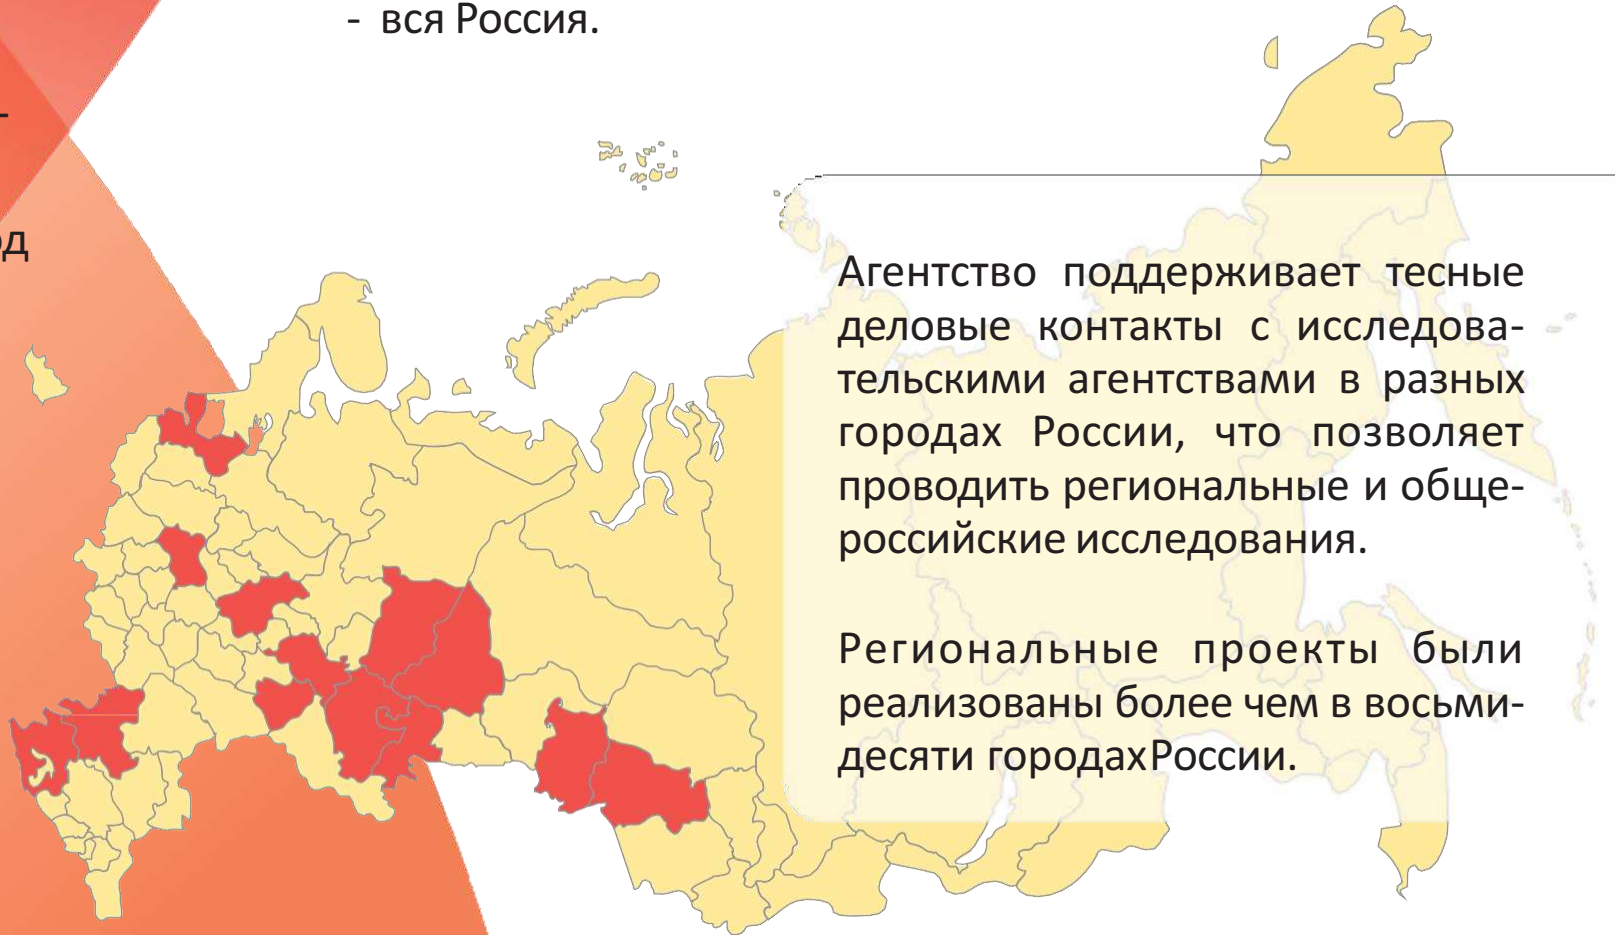 - вся Россия.
-
од
Агентство поддерживает тесные
деловые контакты с исследова-
тельскими агентствами в разных
городах России, что позволяет
проводить региональные и обще-
российские исследования.
Региональные проекты были
реализованы более чем в восьми-
десяти городахРоссии.